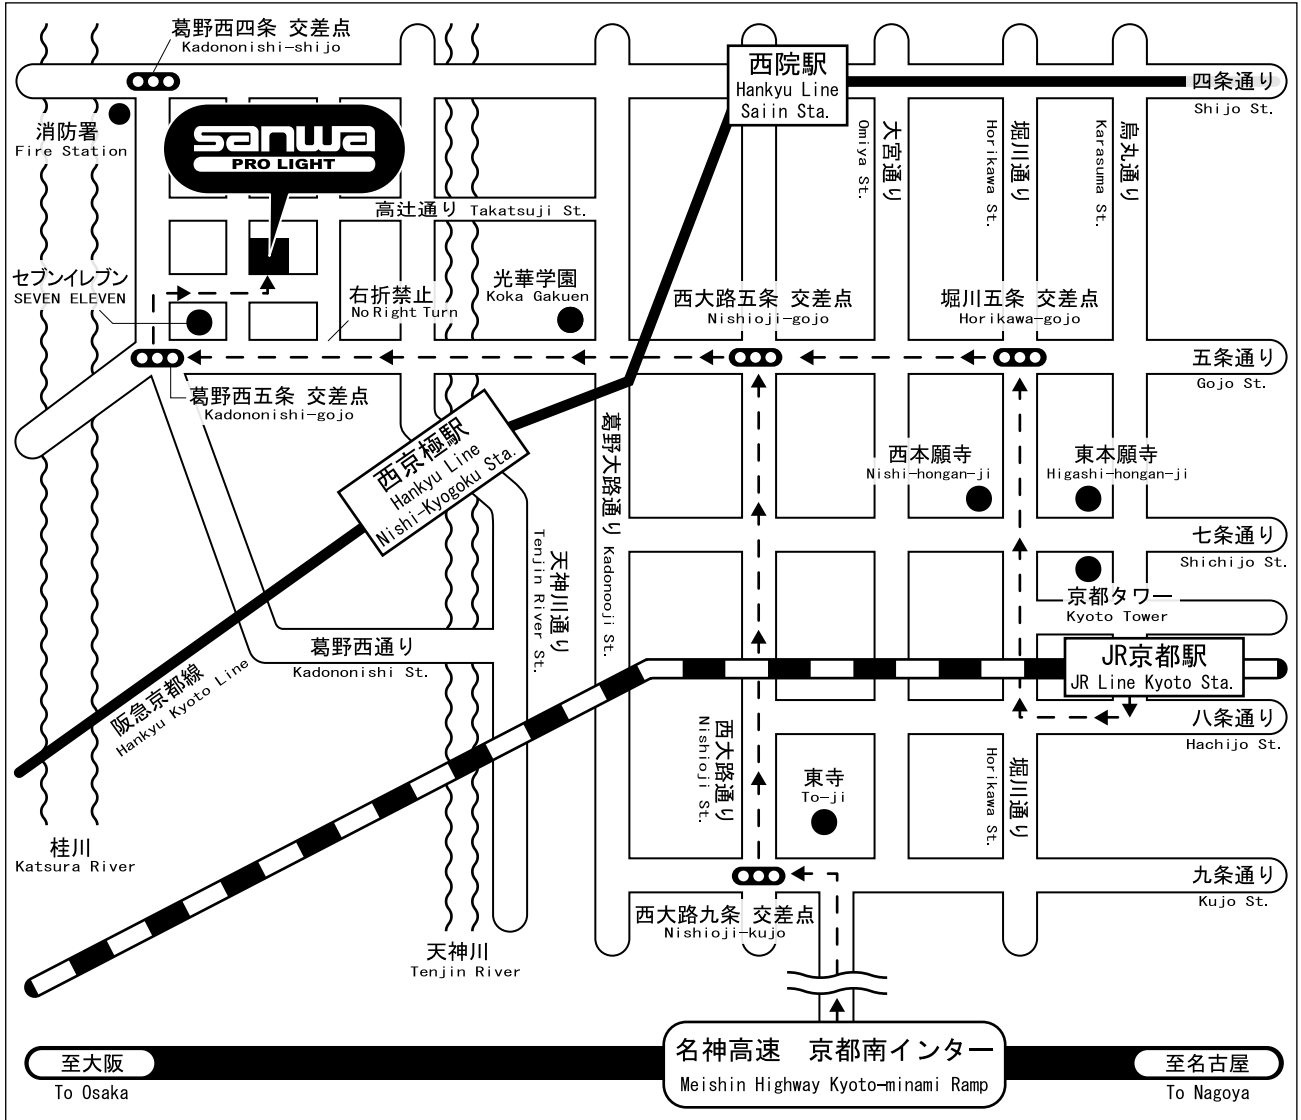 葛野西四条 交差点
Kadononishi-shijo
西院駅
Hankyu Line
Saiin Sta.
四条通り
Shijo St.
消防署
Fire Station
sanwa
PRO LIGHT
大宮通り
Omiya St.
堀川通り
Horikawa St.
烏丸通り
Karasuma St.
高辻通り Takatsuji St.
セブンイレブン
SEVEN ELEVEN
右折禁止
No Right Turn
光華学園
Koka Gakuen
西大路五条 交差点
Nishioji-gojo
堀川五条 交差点
Horikawa-gojo
五条通り
Gojo St.
葛野西五条 交差点
Kadononishi-gojo
西京極駅
Hankyu Line
Nishi-Kyogoku Sta.
葛野大路通り Kadonooji St.
西本願寺
Nishi-hongan-ji
東本願寺
Higashi-hongan-ji
七条通り
Shichijo St.
天神川通り
Tenjin River St.
京都タワー
Kyoto Tower
葛野西通り
Kadononishi St.
JR京都駅
JR Line Kyoto Sta.
阪急京都線
Hankyu Kyoto Line
八条通り
Hachijo St.
西大路通り
Nishioji St.
東寺
To-ji
堀川通り
Horikawa St.
桂川
Katsura River
九条通り
Kujo St.
西大路九条 交差点
Nishioji-kujo
天神川
Tenjin River
名神高速 京都南インター
Meishin Highway Kyoto-minami Ramp
至大阪
To Osaka
至名古屋
To Nagoya